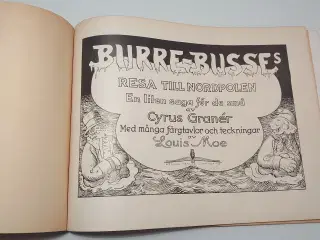 BURRE-BUSSEs
RESA TILL NORDPOLEN
En liten saga för de små
av
Cyrus Granér
Med många färgtavlor och teckningar
av
Louis Moe